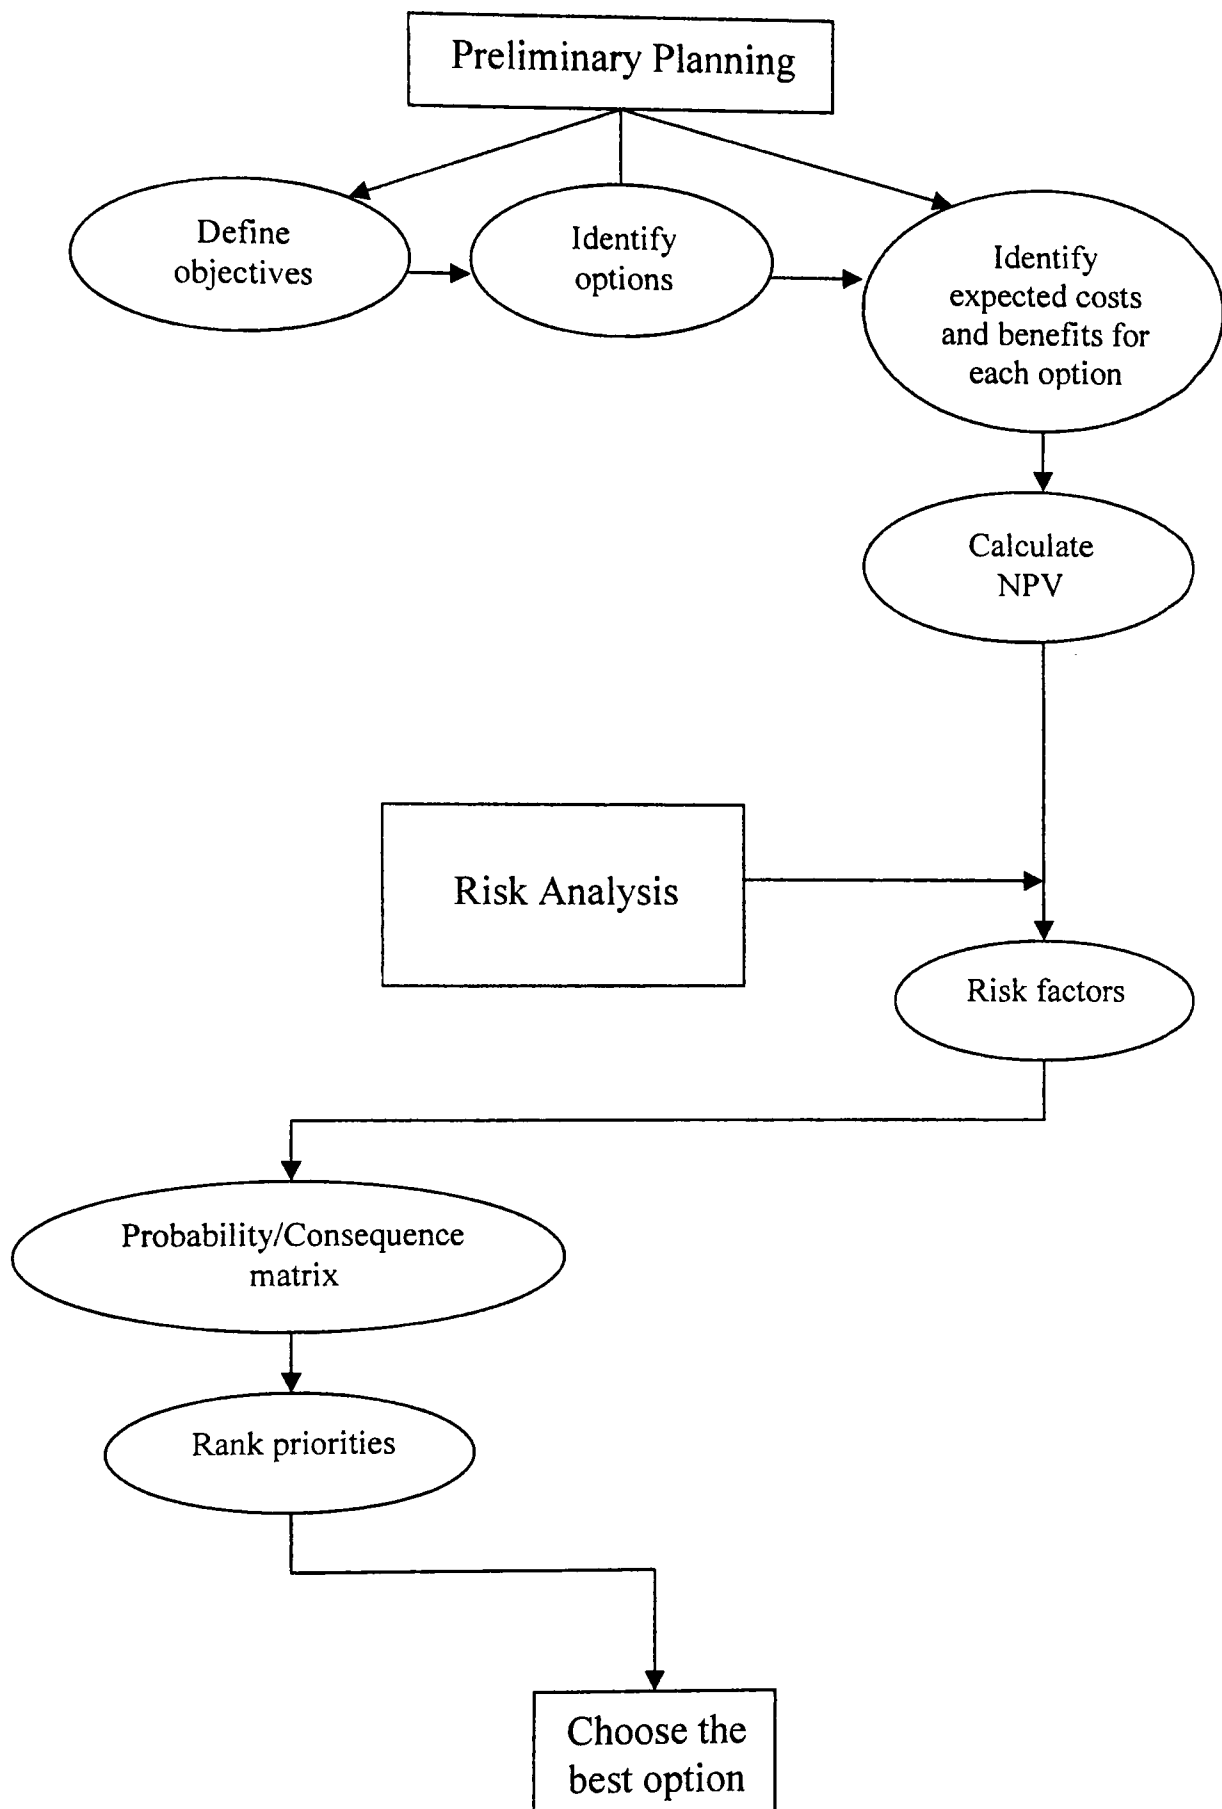 Preliminary Planning
Define
objectives
Identify
options
Identify
expected costs
and benefits for
each option
Calculate
NPV
Risk Analysis
Risk factors
Probability/Consequence
matrix
Rank priorities
Choose the
best option